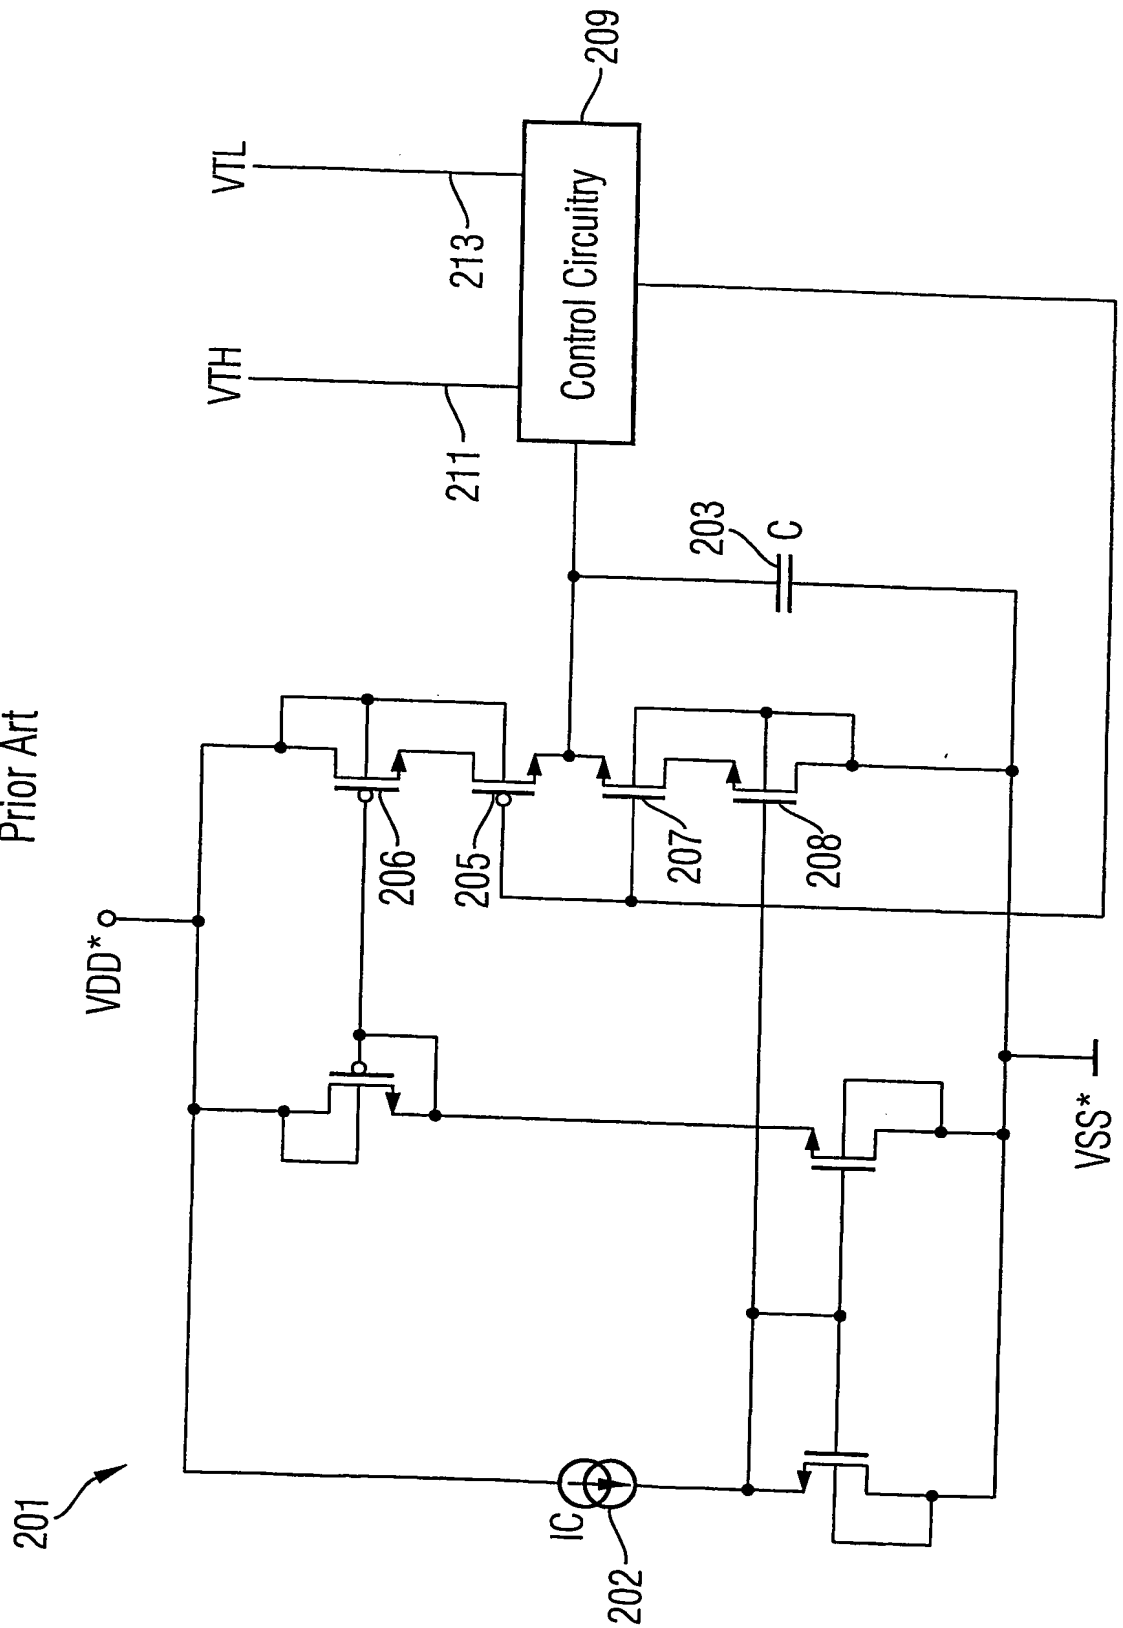 Prior Art
201
VDD*
VTH
VTL
211
213
209
Control Circuitry
206
205
207
208
203
C
IC
202
VSS*